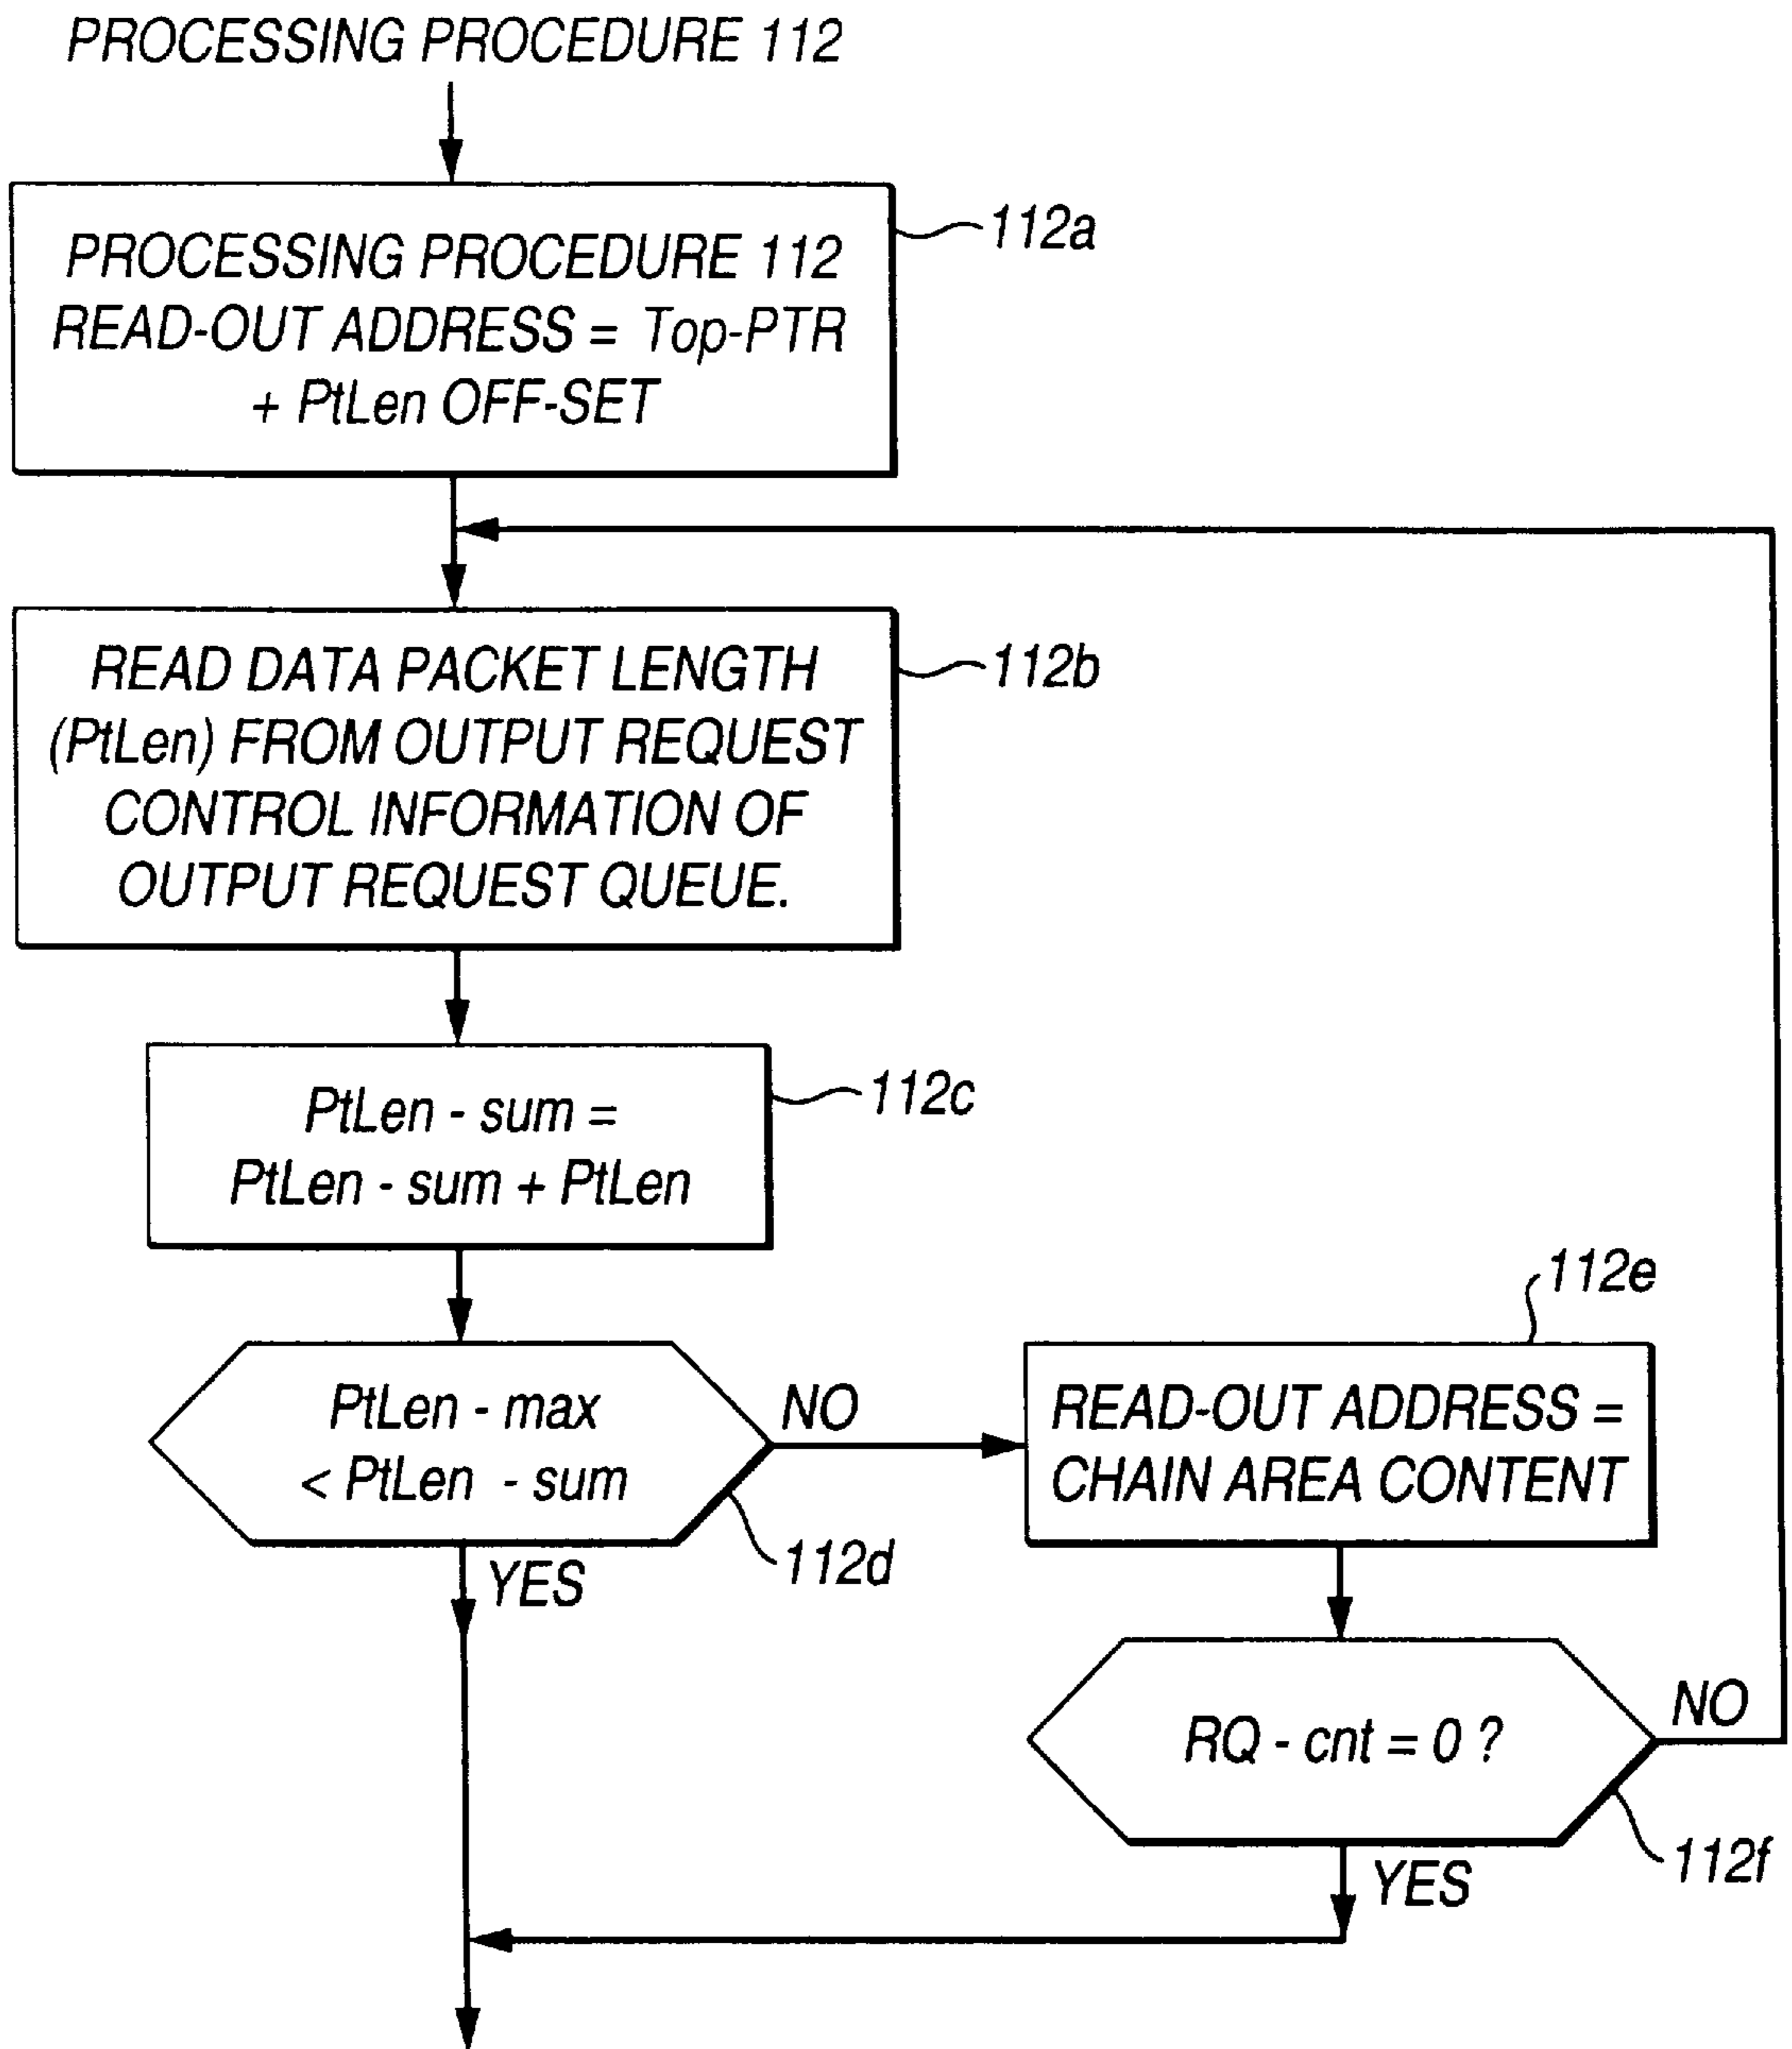 PROCESSING PROCEDURE 112
PROCESSING PROCEDURE 112
READ-OUT ADDRESS = Top-PTR
+ PtLen OFF-SET
112a
READ DATA PACKET LENGTH
(PtLen) FROM OUTPUT REQUEST
CONTROL INFORMATION OF
OUTPUT REQUEST QUEUE.
112b
PtLen - sum =
PtLen - sum + PtLen
112c
PtLen - max
< PtLen - sum
NO
YES
112d
112e
READ-OUT ADDRESS =
CHAIN AREA CONTENT
RQ - cnt = 0 ?
NO
YES
112f